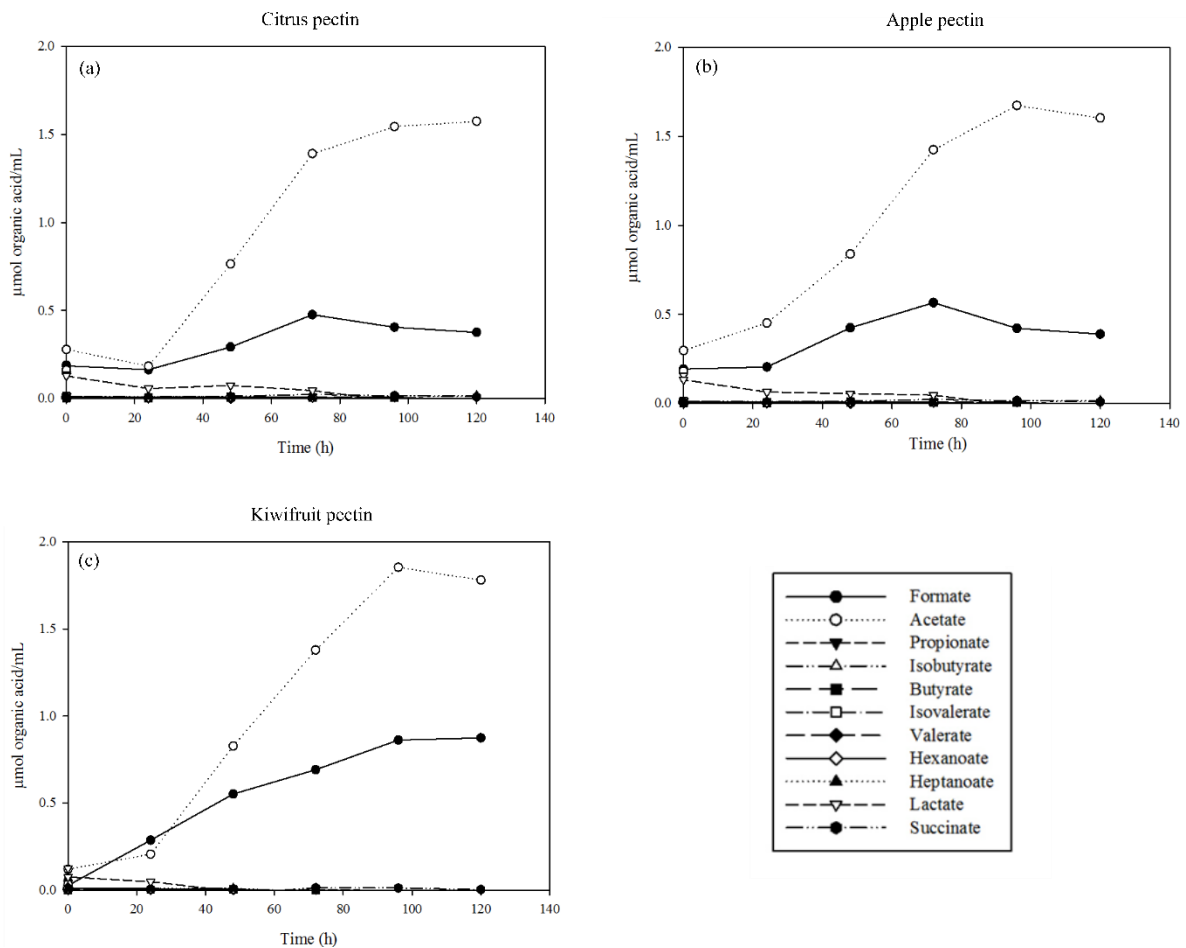 Citrus pectin
(a)
2.0
1.5
1.0
0.5
0.0
µmol organic acid/mL
0 20 40 60 80 100 120 140
Time (h)
Apple pectin
(b)
2.0
1.5
1.0
0.5
0.0
µmol organic acid/mL
0 20 40 60 80 100 120 140
Time (h)
Kiwifruit pectin
(c)
2.0
1.5
1.0
0.5
0.0
µmol organic acid/mL
0 20 40 60 80 100 120 140
Time (h)
Formate
Acetate
Propionate
Isobutyrate
Butyrate
Isovalerate
Valerate
Hexanoate
Heptanoate
Lactate
Succinate